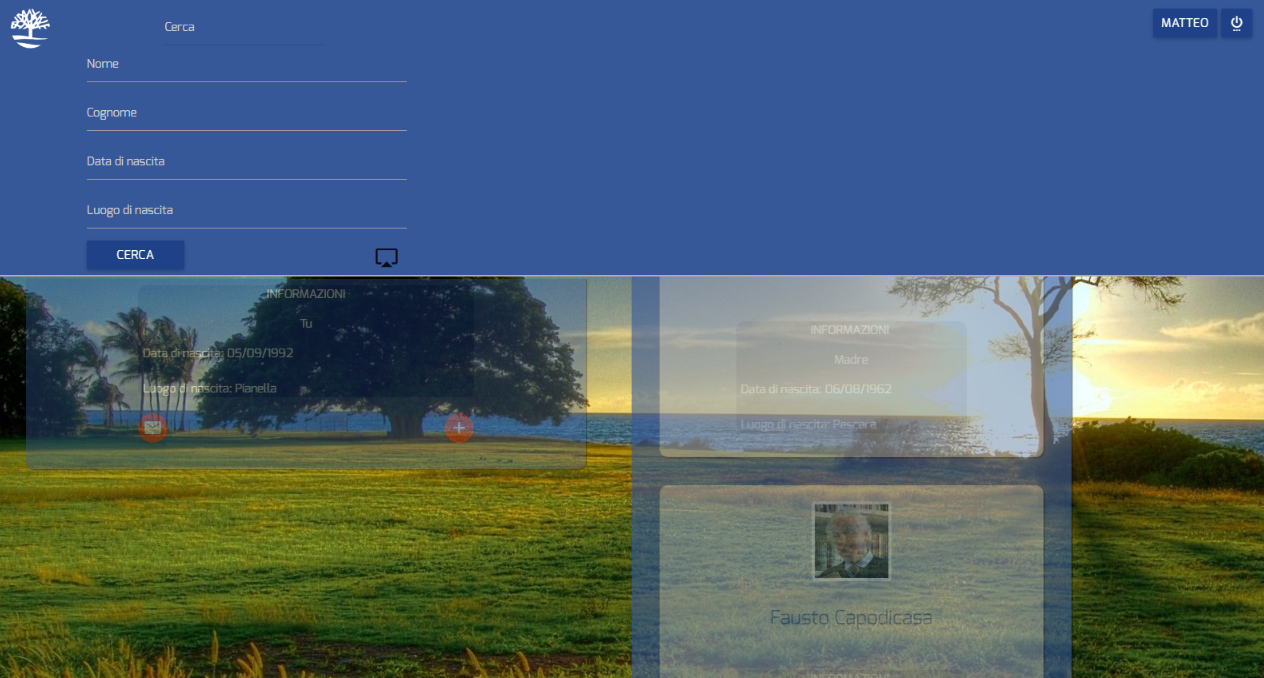 Cerca
MATTEO
Nome
Cognome
Data di nascita
Luogo di nascita
CERCA
INFORMAZIONI
Tu
Data di nascita: 05/09/1992
Luogo di nascita: Pianella
INFORMAZIONI
Madre
Data di nascita: 06/08/1962
Luogo di nascita: Pescara
Fausto Capodicasa
INFORMAZIONI